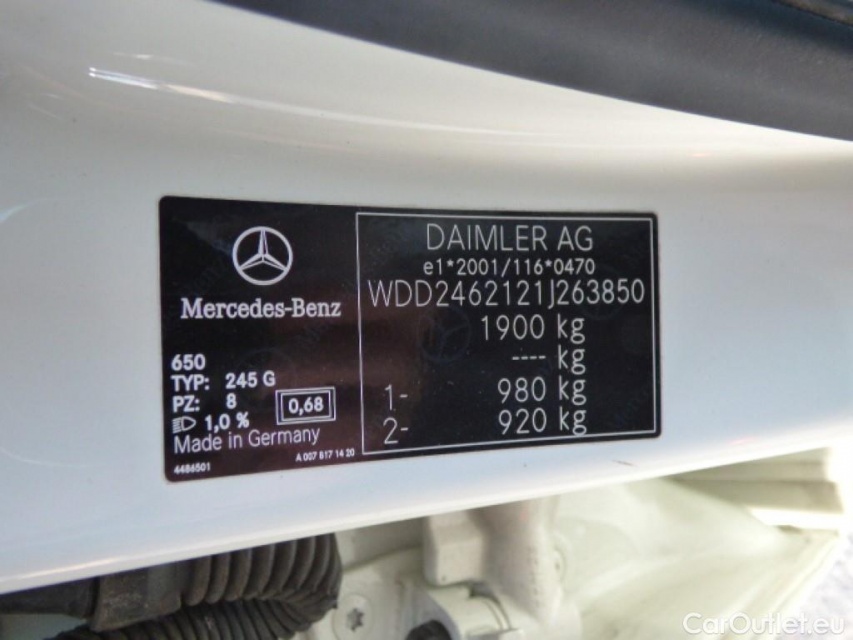 Mercedes-Benz
650
TYP: 245 G
PZ: 8
1,0 %
0,68
Made in Germany
4486501
A 007 817 14 20
DAIMLER AG
e1*2001/116*0470
WDD2462121J263850
1900 kg
---- kg
1- 980 kg
2- 920 kg
CarOutlet.eu